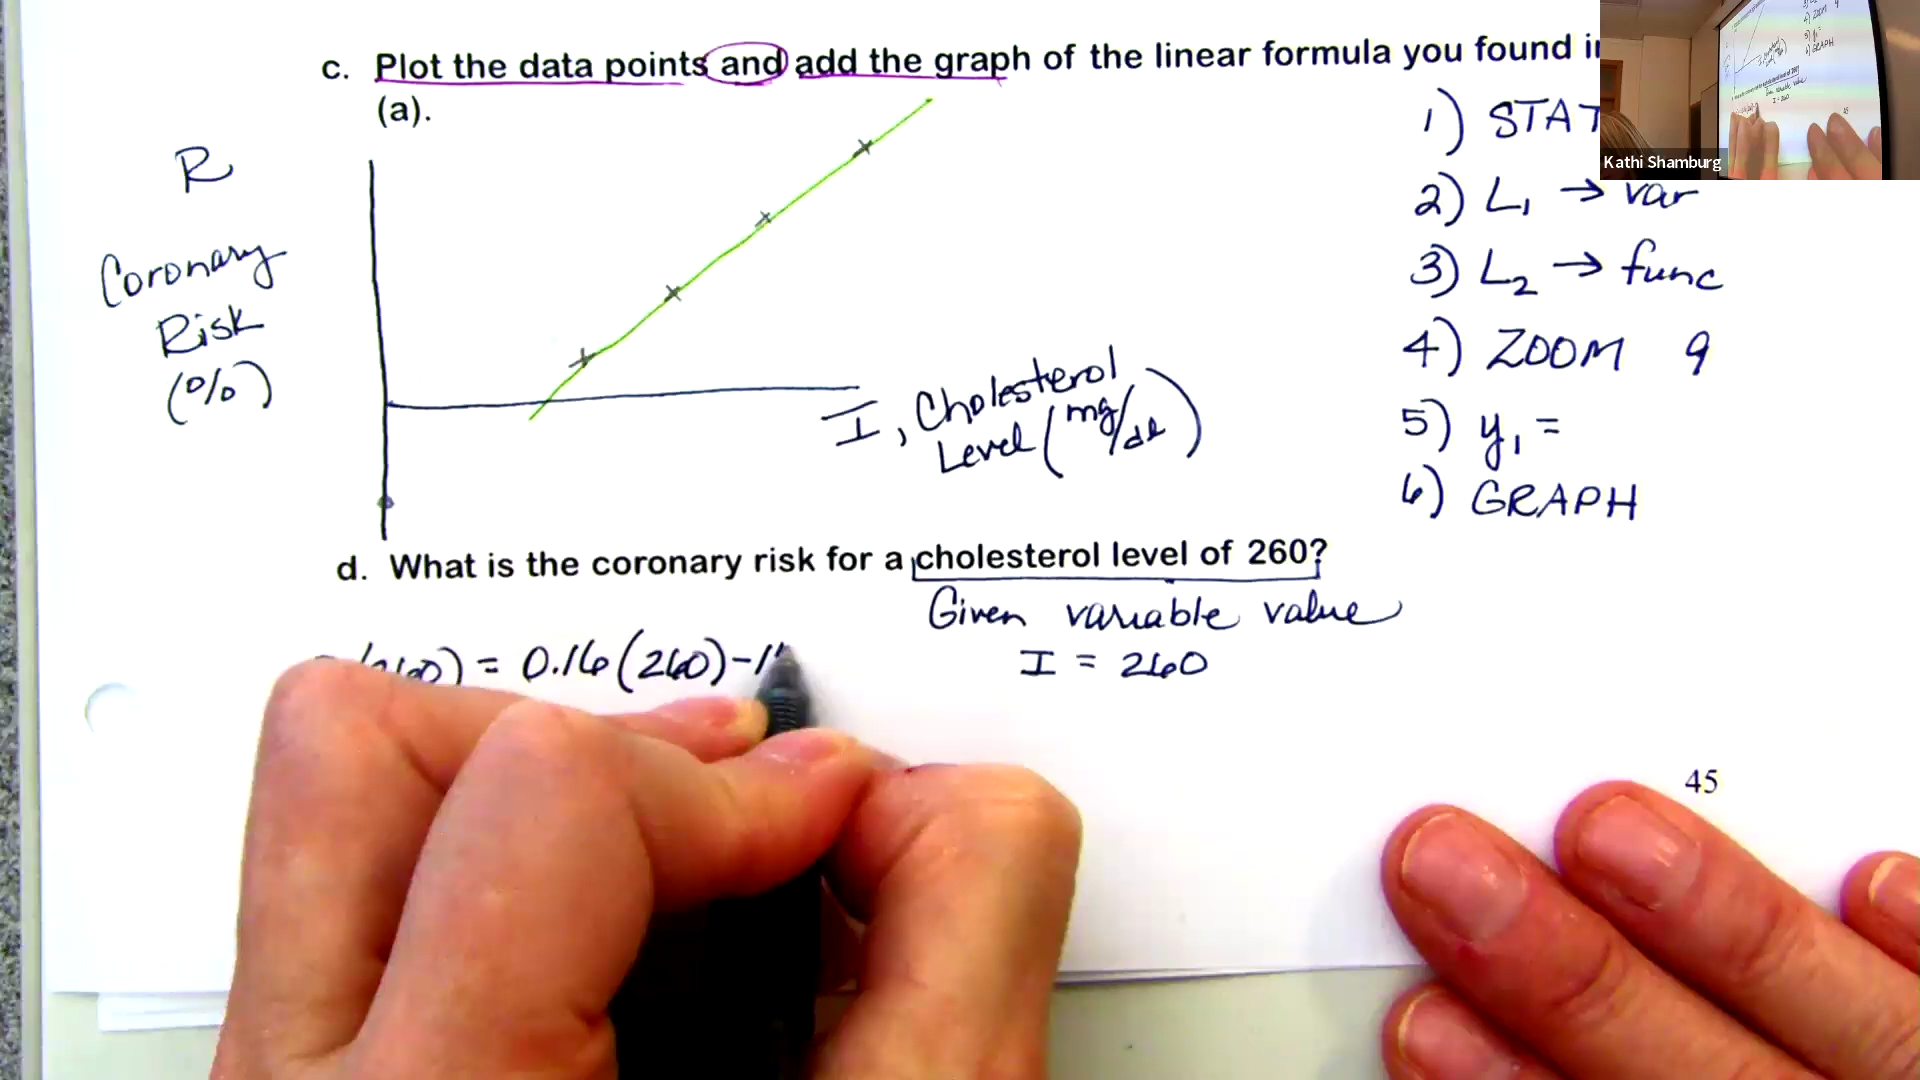 c. Plot the data points and add the graph of the linear formula you found
(a).
R
Coronary
Risk
(%)
I, Cholesterol
Level (mg/dl)
1) STAT
2) L₁ → var
3) L₂ → func
4) ZOOM 9
5) y₁ =
6) GRAPH
d. What is the coronary risk for a cholesterol level of 260?
Given variable value
I = 260
= 0.16(260)-
45
Kathi Shamburg